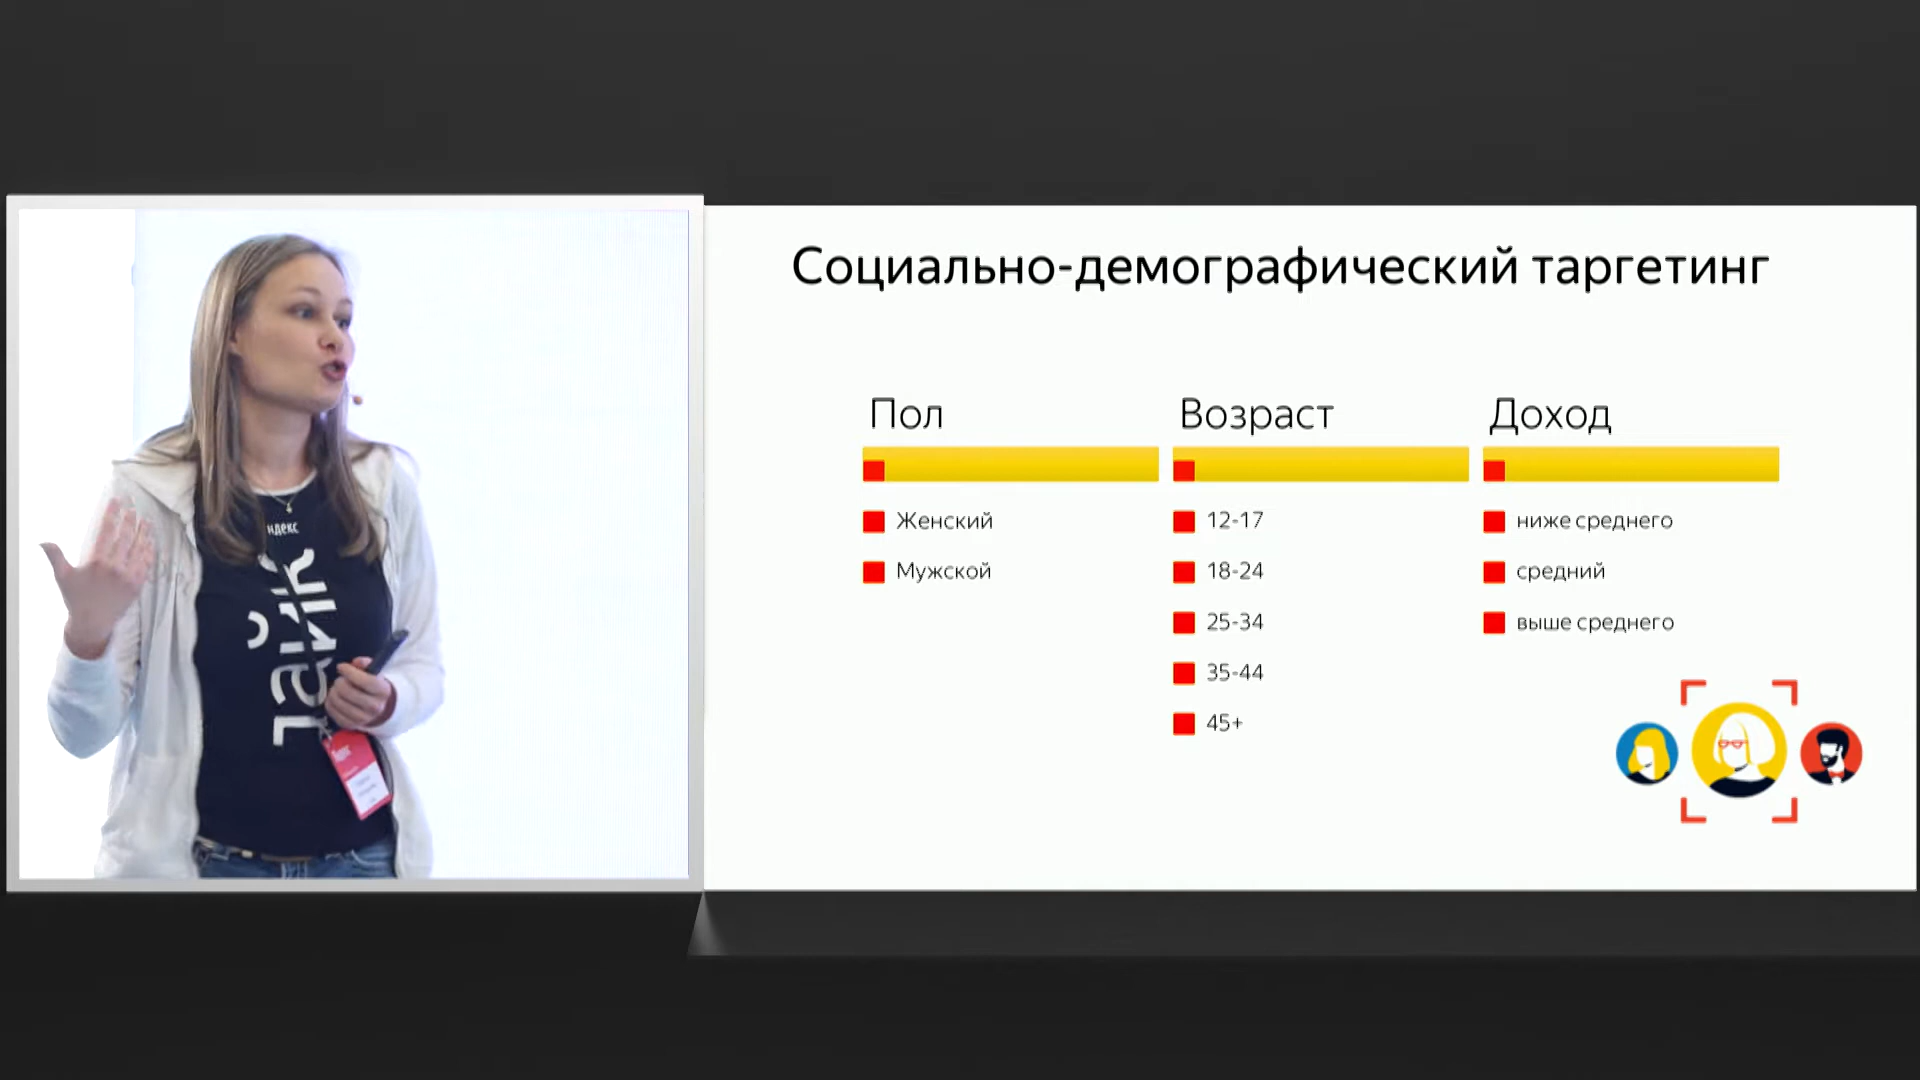 Социально-демографический таргетинг
Пол
Женский
Мужской
Возраст
12-17
18-24
25-34
35-44
45+
Доход
ниже среднего
средний
выше среднего
ндекс
лайк